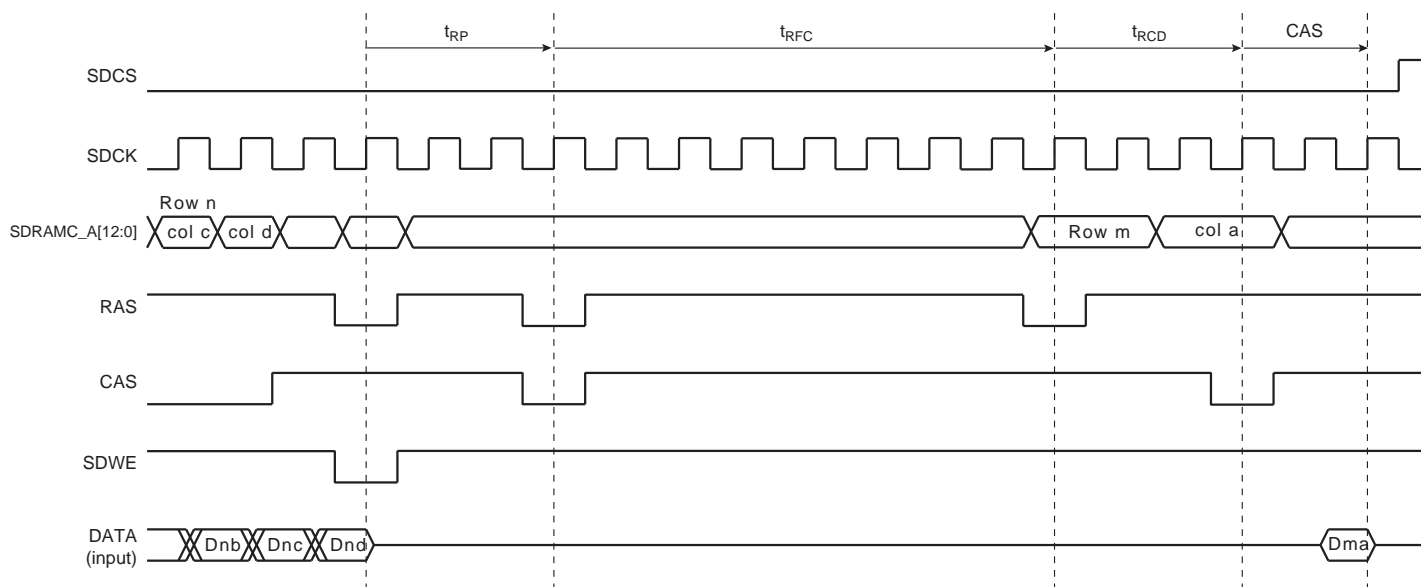 tRP tRFC tRCD CAS
SDCS
SDCK
Row n
SDRAMC_A[12:0] col c col d Row m col a
RAS
CAS
SDWE
DATA
(input) Dnb Dnc Dnd Dma